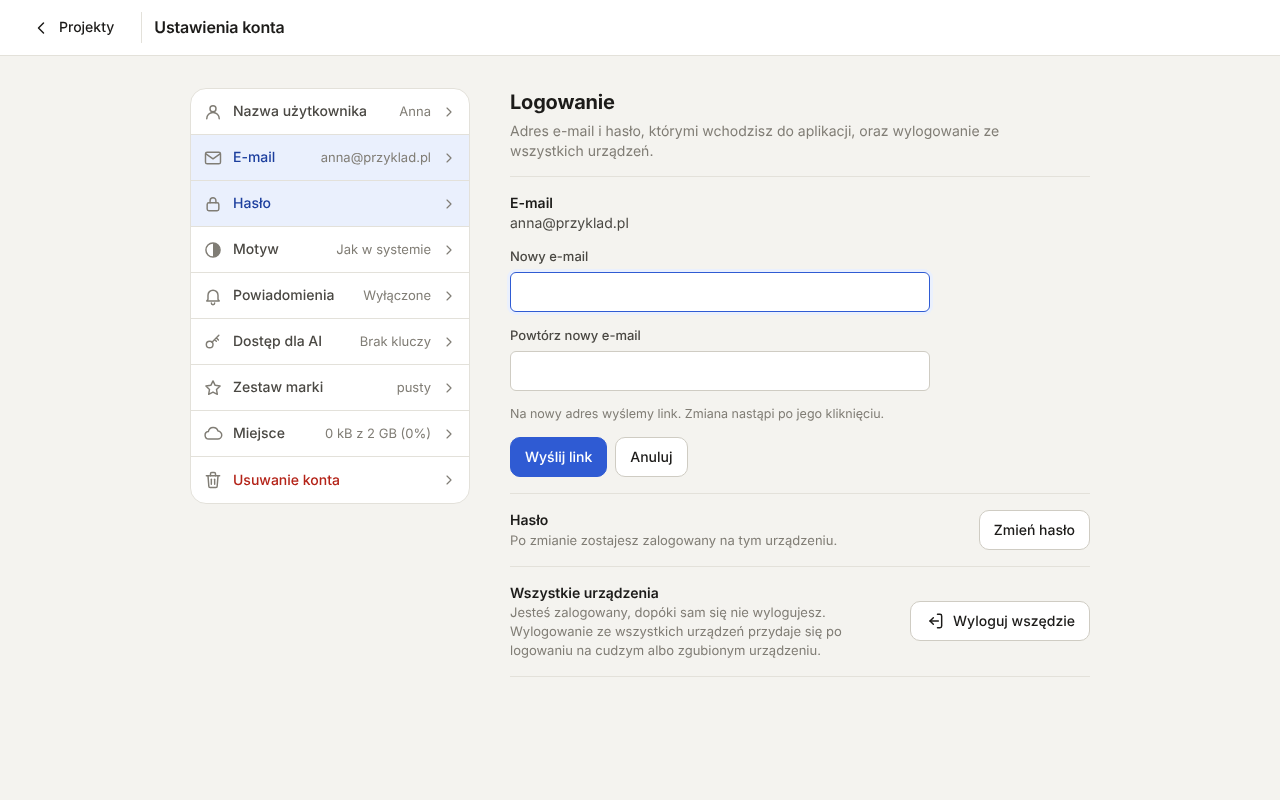 Projekty
Ustawienia konta
Nazwa użytkownika Anna
E-mail anna@przyklad.pl
Hasło
Motyw Jak w systemie
Powiadomienia Wyłączone
Dostęp dla AI Brak kluczy
Zestaw marki pusty
Miejsce 0 kB z 2 GB (0%)
Usuwanie konta
Logowanie
Adres e-mail i hasło, którymi wchodzisz do aplikacji, oraz wylogowanie ze
wszystkich urządzeń.
E-mail
anna@przyklad.pl
Nowy e-mail
Powtórz nowy e-mail
Na nowy adres wyślemy link. Zmiana nastąpi po jego kliknięciu.
Wyślij link
Anuluj
Hasło
Po zmianie zostajesz zalogowany na tym urządzeniu.
Zmień hasło
Wszystkie urządzenia
Jesteś zalogowany, dopóki sam się nie wylogujesz.
Wylogowanie ze wszystkich urządzeń przydaje się po
logowaniu na cudzym albo zgubionym urządzeniu.
Wyloguj wszędzie